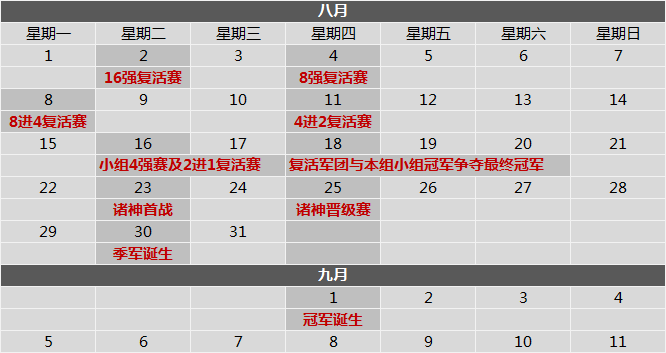 八月
星期一 星期二 星期三 星期四 星期五 星期六 星期日
1 2 3 4 5 6 7
16强复活赛 8强复活赛
8 9 10 11 12 13 14
8进4复活赛 4进2复活赛
15 16 17 18 19 20 21
小组4强赛及2进1复活赛 复活军团与本组小组冠军争夺最终冠军
22 23 24 25 26 27 28
诸神首战 诸神晋级赛
29 30 31
季军诞生
九月
1 2 3 4
冠军诞生
5 6 7 8 9 10 11